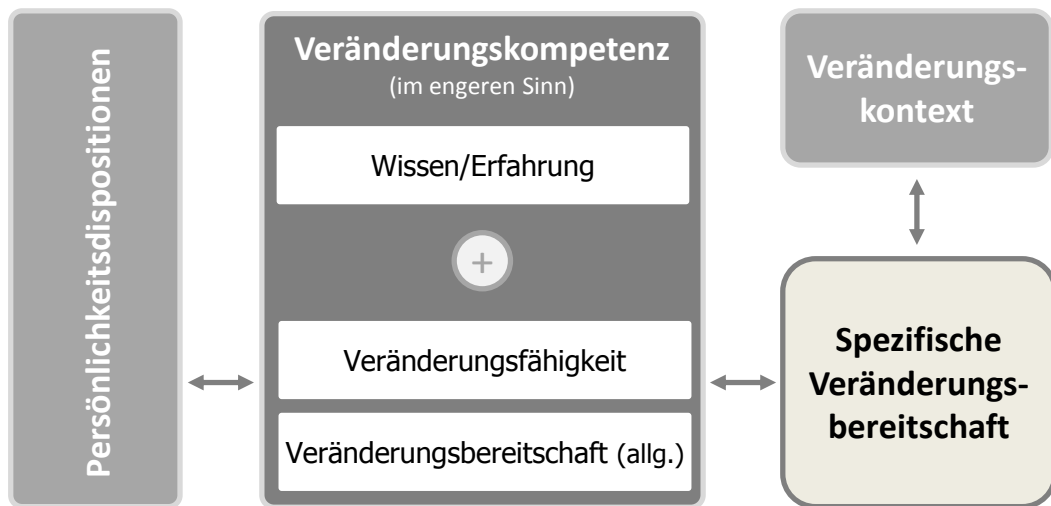 Persönlichkeitsdispositionen
Veränderungskompetenz
(im engeren Sinn)
Wissen/Erfahrung
+
Veränderungsfähigkeit
Veränderungsbereitschaft (allg.)
Veränderungs-
kontext
Spezifische
Veränderungs-
bereitschaft